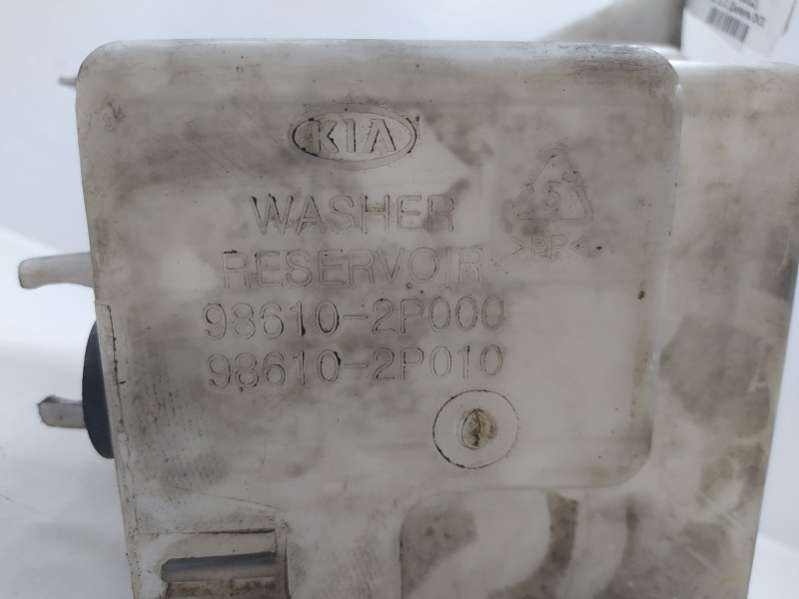 KIA
WASHER
RESERVOIR
98610-2P000
98610-2P010
5
>PP<